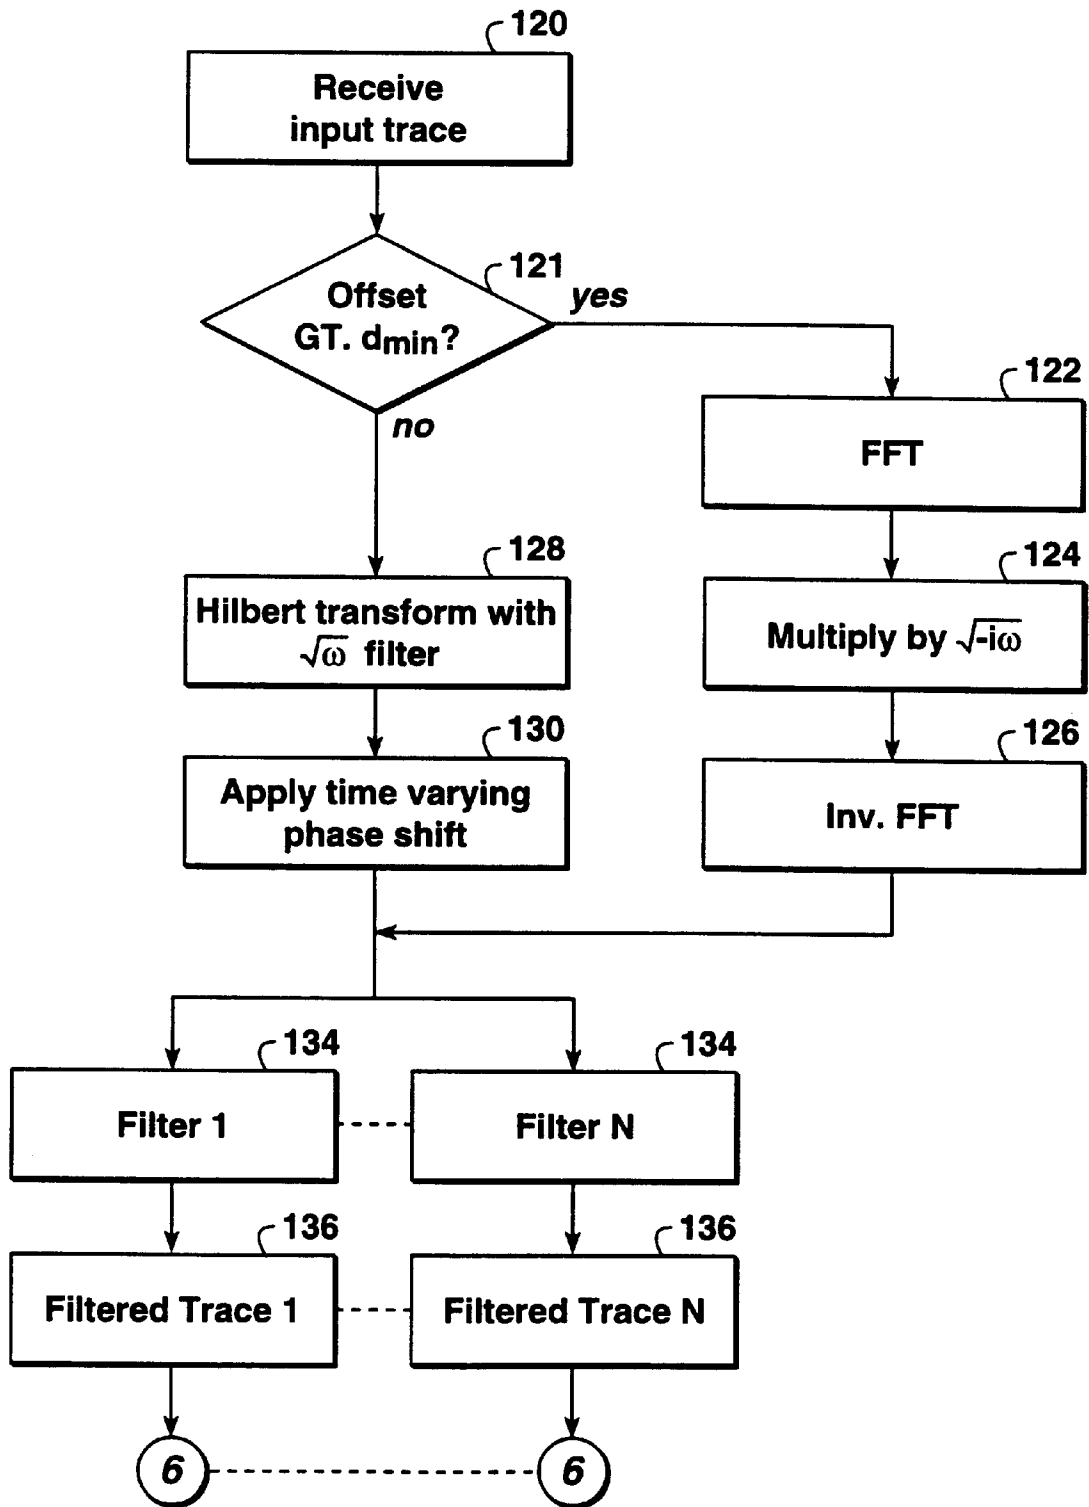 120
Receive
input trace
121
Offset
GT. dmin?
yes
no
122
FFT
128
Hilbert transform with
√ω filter
124
Multiply by √-iω
130
Apply time varying
phase shift
126
Inv. FFT
134
Filter 1
134
Filter N
136
Filtered Trace 1
136
Filtered Trace N
6
6